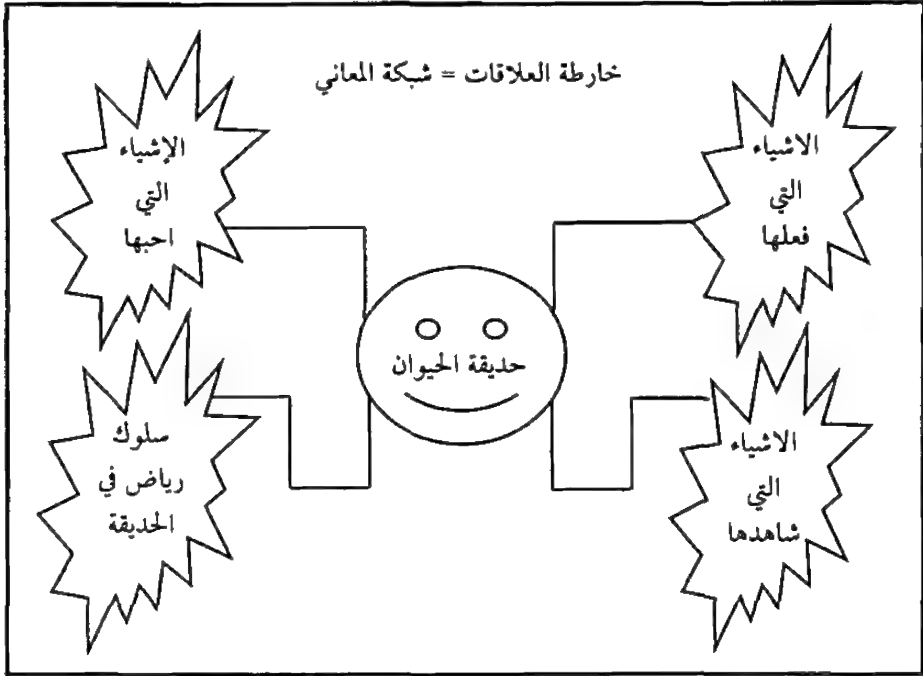 خارطة العلاقات = شبكة المعاني
الاشياء
التي
فعلها
الإشياء
التي
احبها
حديقة الحيوان
الاشياء
التي
شاهدها
سلوك
رياض في
الحديقة